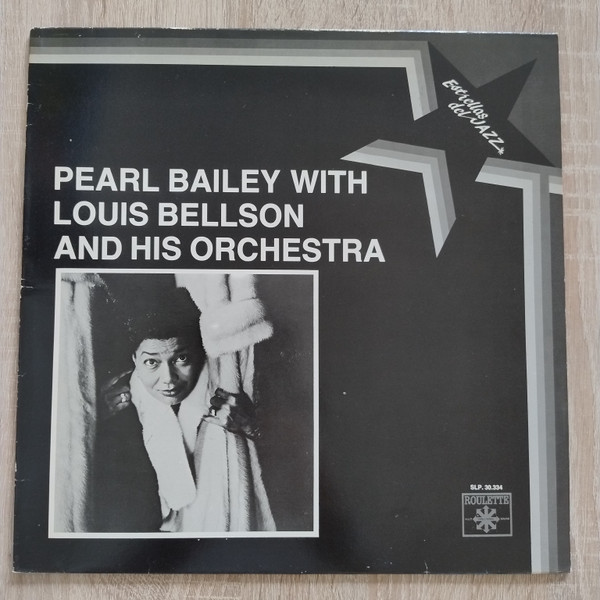 Estrellas
del JAZZ
PEARL BAILEY WITH
LOUIS BELLSON
AND HIS ORCHESTRA
SLP. 30.334
ROULETTE